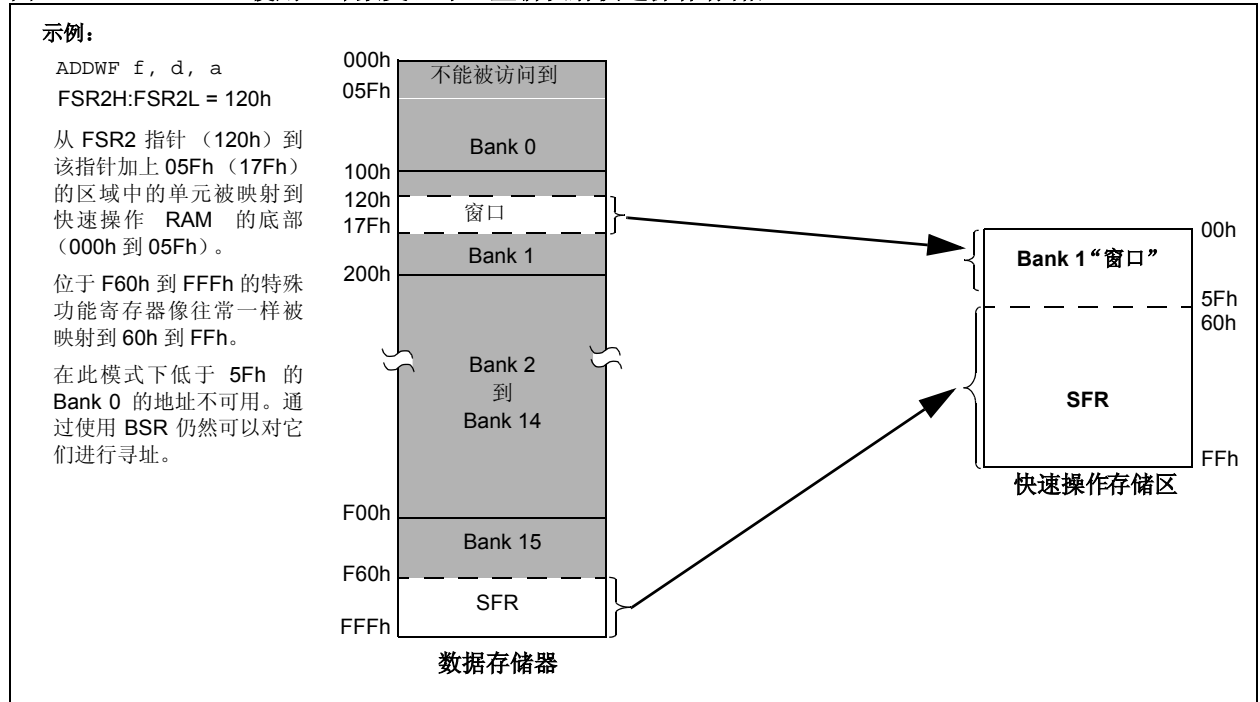 示例：
ADDWF f, d, a
FSR2H:FSR2L = 120h
从 FSR2 指针 （120h）到
该指针加上 05Fh （17Fh）
的区域中的单元被映射到
快速操作 RAM 的底部
（000h 到 05Fh）。
位于 F60h 到 FFFh 的特殊
功能寄存器像往常一样被
映射到 60h 到 FFh。
在此模式下低于 5Fh 的
Bank 0 的地址不可用。通
过使用 BSR 仍然可以对它
们进行寻址。
000h
不能被访问到
05Fh
Bank 0
100h
120h
窗口
17Fh
Bank 1
200h
Bank 2
到
Bank 14
F00h
Bank 15
F60h
SFR
FFFh
数据存储器
00h
Bank 1“窗口”
5Fh
60h
SFR
FFh
快速操作存储区